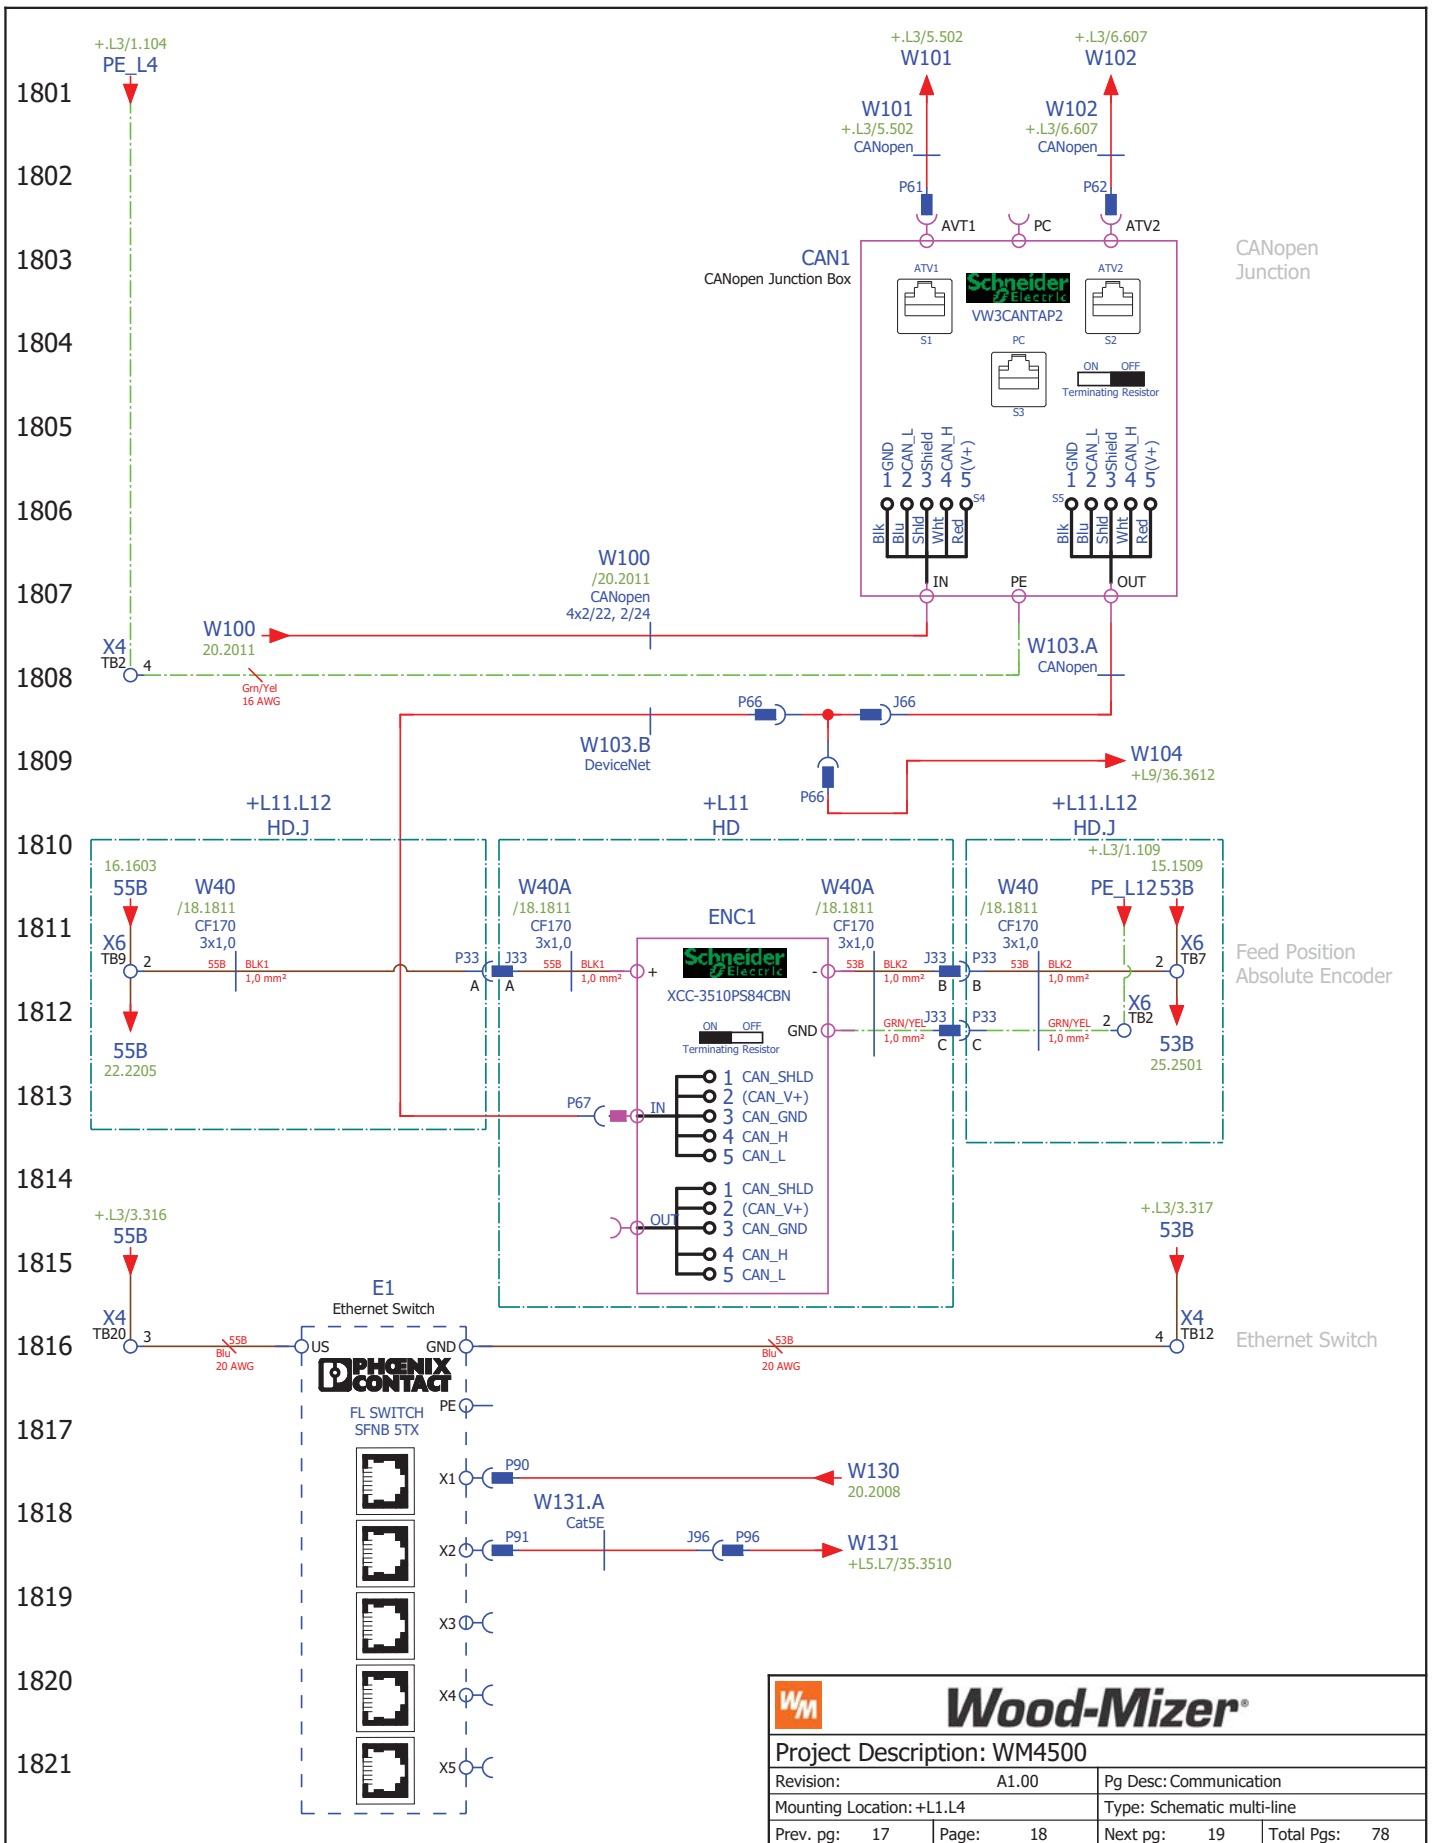 +.L3/1.104
PE_L4
+.L3/5.502
W101
+.L3/6.607
W102
1801
W101
+.L3/5.502
CANopen
W102
+.L3/6.607
CANopen
1802
P61
P62
AVT1
PC
ATV2
1803
CAN1
CANopen Junction Box
CANopen
Junction
ATV1
Schneider
Electric
VW3CANTAP2
ATV2
1804
S1
PC
S2
ON OFF
Terminating Resistor
S3
1805
1 GND
2 CAN_L
3 Shield
4 CAN_H
5 (V+)
S4
1 GND
2 CAN_L
3 Shield
4 CAN_H
5 (V+)
S5
1806
Blk
Blu
Shld
Wht
Red
Blk
Blu
Shld
Wht
Red
W100
/20.2011
CANopen
4x2/22, 2/24
IN
PE
OUT
1807
W100
20.2011
X4
TB2
4
W103.A
CANopen
1808
Grn/Yel
16 AWG
P66
J66
W103.B
DeviceNet
1809
W104
+L9/36.3612
P66
+L11.L12
HD.J
+L11
HD
+L11.L12
HD.J
1810
16.1603
55B
W40
/18.1811
CF170
3x1,0
W40A
/18.1811
CF170
3x1,0
ENC1
W40A
/18.1811
CF170
3x1,0
W40
/18.1811
CF170
3x1,0
+.L3/1.109
PE_L12
15.1509
53B
1811
X6
TB9
2
55B
BLK1
1,0 mm²
P33
A
J33
A
55B
BLK1
1,0 mm²
+
Schneider
Electric
-
XCC-3510PS84CBN
53B
BLK2
1,0 mm²
J33
B
P33
B
53B
BLK2
1,0 mm²
2
X6
TB7
Feed Position
Absolute Encoder
1812
ON OFF
Terminating Resistor
GND
GRN/YEL
1,0 mm²
J33
C
P33
C
GRN/YEL
1,0 mm²
2
X6
TB2
55B
22.2205
53B
25.2501
1813
P67
IN
1 CAN_SHLD
2 (CAN_V+)
3 CAN_GND
4 CAN_H
5 CAN_L
1814
OUT
1 CAN_SHLD
2 (CAN_V+)
3 CAN_GND
4 CAN_H
5 CAN_L
+.L3/3.316
55B
+.L3/3.317
53B
1815
E1
Ethernet Switch
X4
TB20
3
X4
TB12
4
1816
55B
Blu
20 AWG
US
GND
53B
Blu
20 AWG
Ethernet Switch
PHŒNIX
CONTACT
PE
FL SWITCH
SFNB 5TX
1817
X1
P90
W130
20.2008
1818
W131.A
Cat5E
X2
P91
J96
P96
W131
+L5.L7/35.3510
1819
X3
1820
X4
1821
X5
WM
Wood-Mizer®
Project Description: WM4500
Revision: A1.00
Pg Desc: Communication
Mounting Location: +L1.L4
Type: Schematic multi-line
Prev. pg: 17
Page: 18
Next pg: 19
Total Pgs: 78